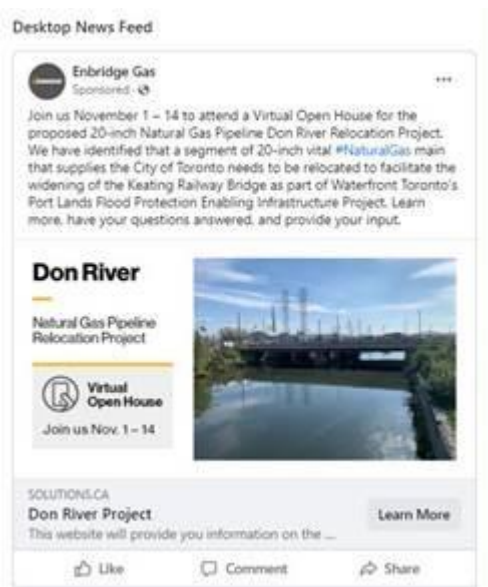 Desktop News Feed
Enbridge Gas
Sponsored ·
...
Join us November 1 – 14 to attend a Virtual Open House for the
proposed 20-inch Natural Gas Pipeline Don River Relocation Project.
We have identified that a segment of 20-inch vital #NaturalGas main
that supplies the City of Toronto needs to be relocated to facilitate the
widening of the Keating Railway Bridge as part of Waterfront Toronto's
Port Lands Flood Protection Enabling Infrastructure Project. Learn
more, have your questions answered, and provide your input.
Don River
Natural Gas Pipeline
Relocation Project
Virtual
Open House
Join us Nov. 1 – 14
SOLUTIONS.CA
Don River Project
This website will provide you information on the ...
Learn More
Like
Comment
Share